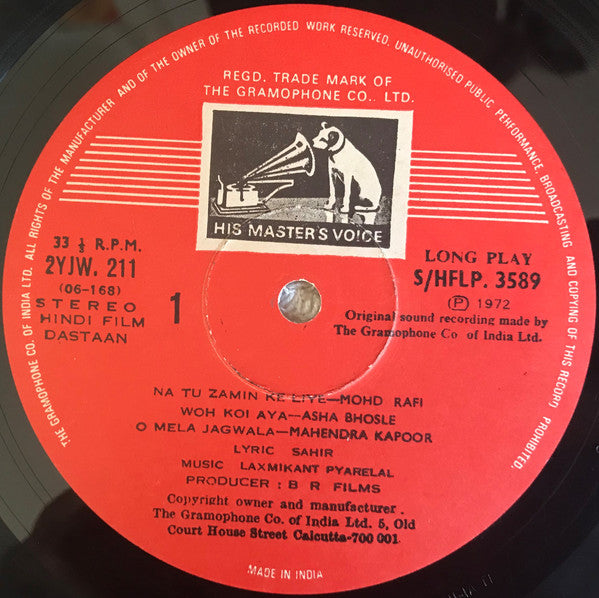 ALL RIGHTS OF THE MANUFACTURER AND OF THE OWNER OF THE RECORDED WORK RESERVED. UNAUTHORISED PUBLIC PERFORMANCE, BROADCASTING AND COPYING OF THIS RECORD PROHIBITED.
THE GRAMOPHONE CO. OF INDIA LTD.
REGD. TRADE MARK OF
THE GRAMOPHONE CO.. LTD.
HIS MASTER'S VOICE
33 ⅓ R.P.M.
2YJW. 211
(06-168)
STEREO
HINDI FILM
DASTAAN
1
LONG PLAY
S/HFLP. 3589
Ⓟ 1972
Original sound recording made by
The Gramophone Co of India Ltd.
NA TU ZAMIN KE LIYE—MOHD RAFI
WOH KOI AYA—ASHA BHOSLE
O MELA JAGWALA—MAHENDRA KAPOOR
LYRIC SAHIR
MUSIC LAXMIKANT PYARELAL
PRODUCER : B R FILMS
Copyright owner and manufacturer .
The Gramophone Co. of India Ltd. 5, Old
Court House Street Calcutta-700 001.
MADE IN INDIA